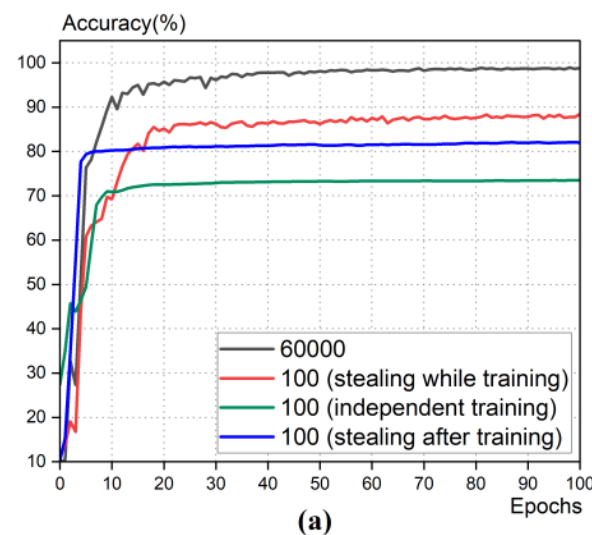 Accuracy(%)
100
90
80
70
60
50
40
30
20
10
60000
100 (stealing while training)
100 (independent training)
100 (stealing after training)
0 10 20 30 40 50 60 70 80 90 100
Epochs
(a)